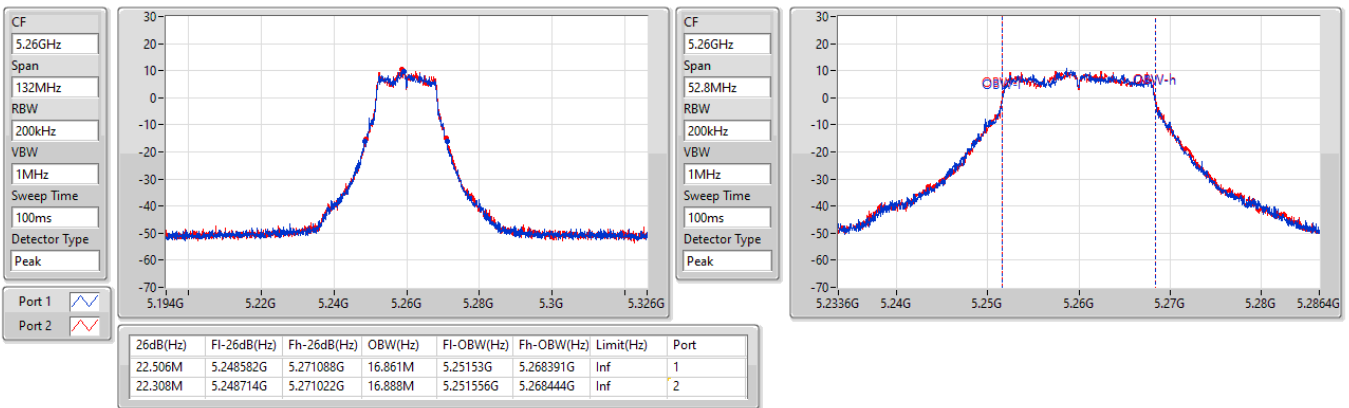 CF
5.26GHz
Span
132MHz
RBW
200kHz
VBW
1MHz
Sweep Time
100ms
Detector Type
Peak
Port 1
Port 2
30
20
10
0
-10
-20
-30
-40
-50
-60
-70
5.194G 5.22G 5.24G 5.26G 5.28G 5.3G 5.326G
CF
5.26GHz
Span
52.8MHz
RBW
200kHz
VBW
1MHz
Sweep Time
100ms
Detector Type
Peak
30
20
10
0
-10
-20
-30
-40
-50
-60
-70
OBW-l OBW-h
5.2336G 5.24G 5.25G 5.26G 5.27G 5.28G 5.2864G
26dB(Hz) Fl-26dB(Hz) Fh-26dB(Hz) OBW(Hz) Fl-OBW(Hz) Fh-OBW(Hz) Limit(Hz) Port
22.506M 5.248582G 5.271088G 16.861M 5.25153G 5.268391G Inf 1
22.308M 5.248714G 5.271022G 16.888M 5.251556G 5.268444G Inf 2